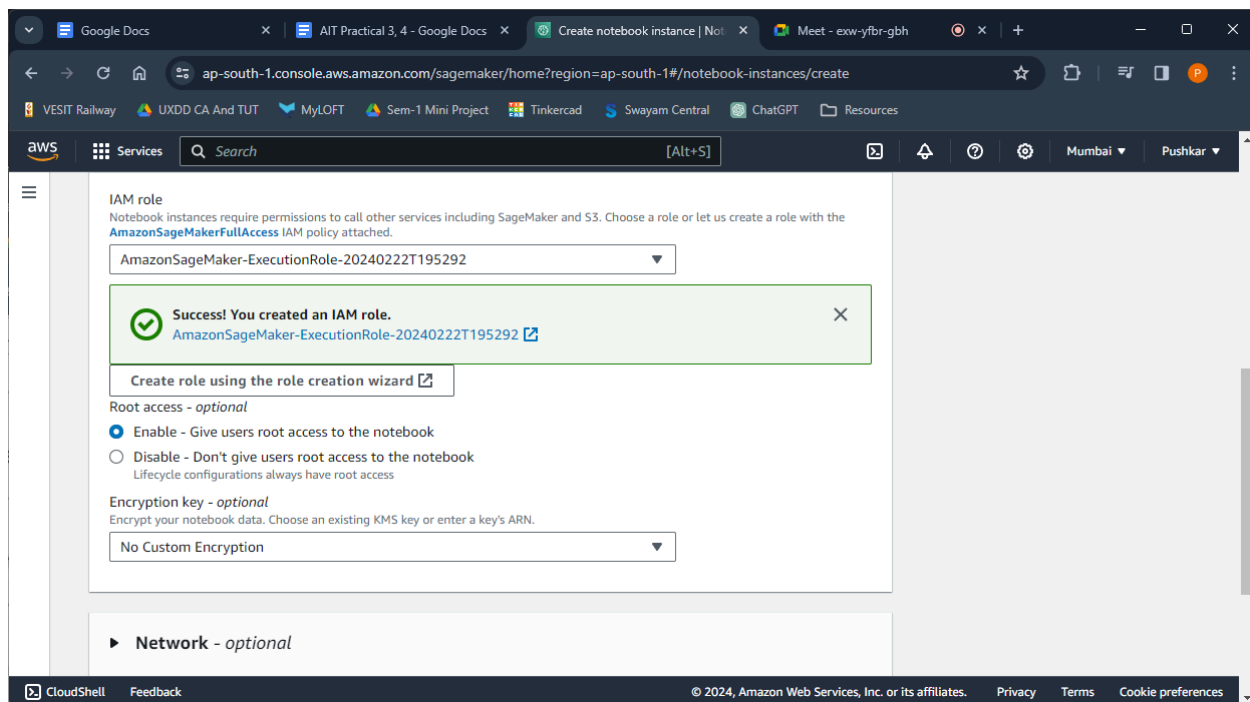 Google Docs
AIT Practical 3, 4 - Google Docs
Create notebook instance | Not
Meet - exw-yfbr-gbh
ap-south-1.console.aws.amazon.com/sagemaker/home?region=ap-south-1#/notebook-instances/create
P
VESIT Railway
UXDD CA And TUT
MyLOFT
Sem-1 Mini Project
Tinkercad
Swayam Central
ChatGPT
Resources
aws
Services
Search
[Alt+S]
Mumbai
Pushkar
IAM role
Notebook instances require permissions to call other services including SageMaker and S3. Choose a role or let us create a role with the
AmazonSageMakerFullAccess IAM policy attached.
AmazonSageMaker-ExecutionRole-20240222T195292
Success! You created an IAM role.
AmazonSageMaker-ExecutionRole-20240222T195292
Create role using the role creation wizard
Root access - optional
Enable - Give users root access to the notebook
Disable - Don't give users root access to the notebook
Lifecycle configurations always have root access
Encryption key - optional
Encrypt your notebook data. Choose an existing KMS key or enter a key's ARN.
No Custom Encryption
Network - optional
CloudShell
Feedback
© 2024, Amazon Web Services, Inc. or its affiliates.
Privacy
Terms
Cookie preferences